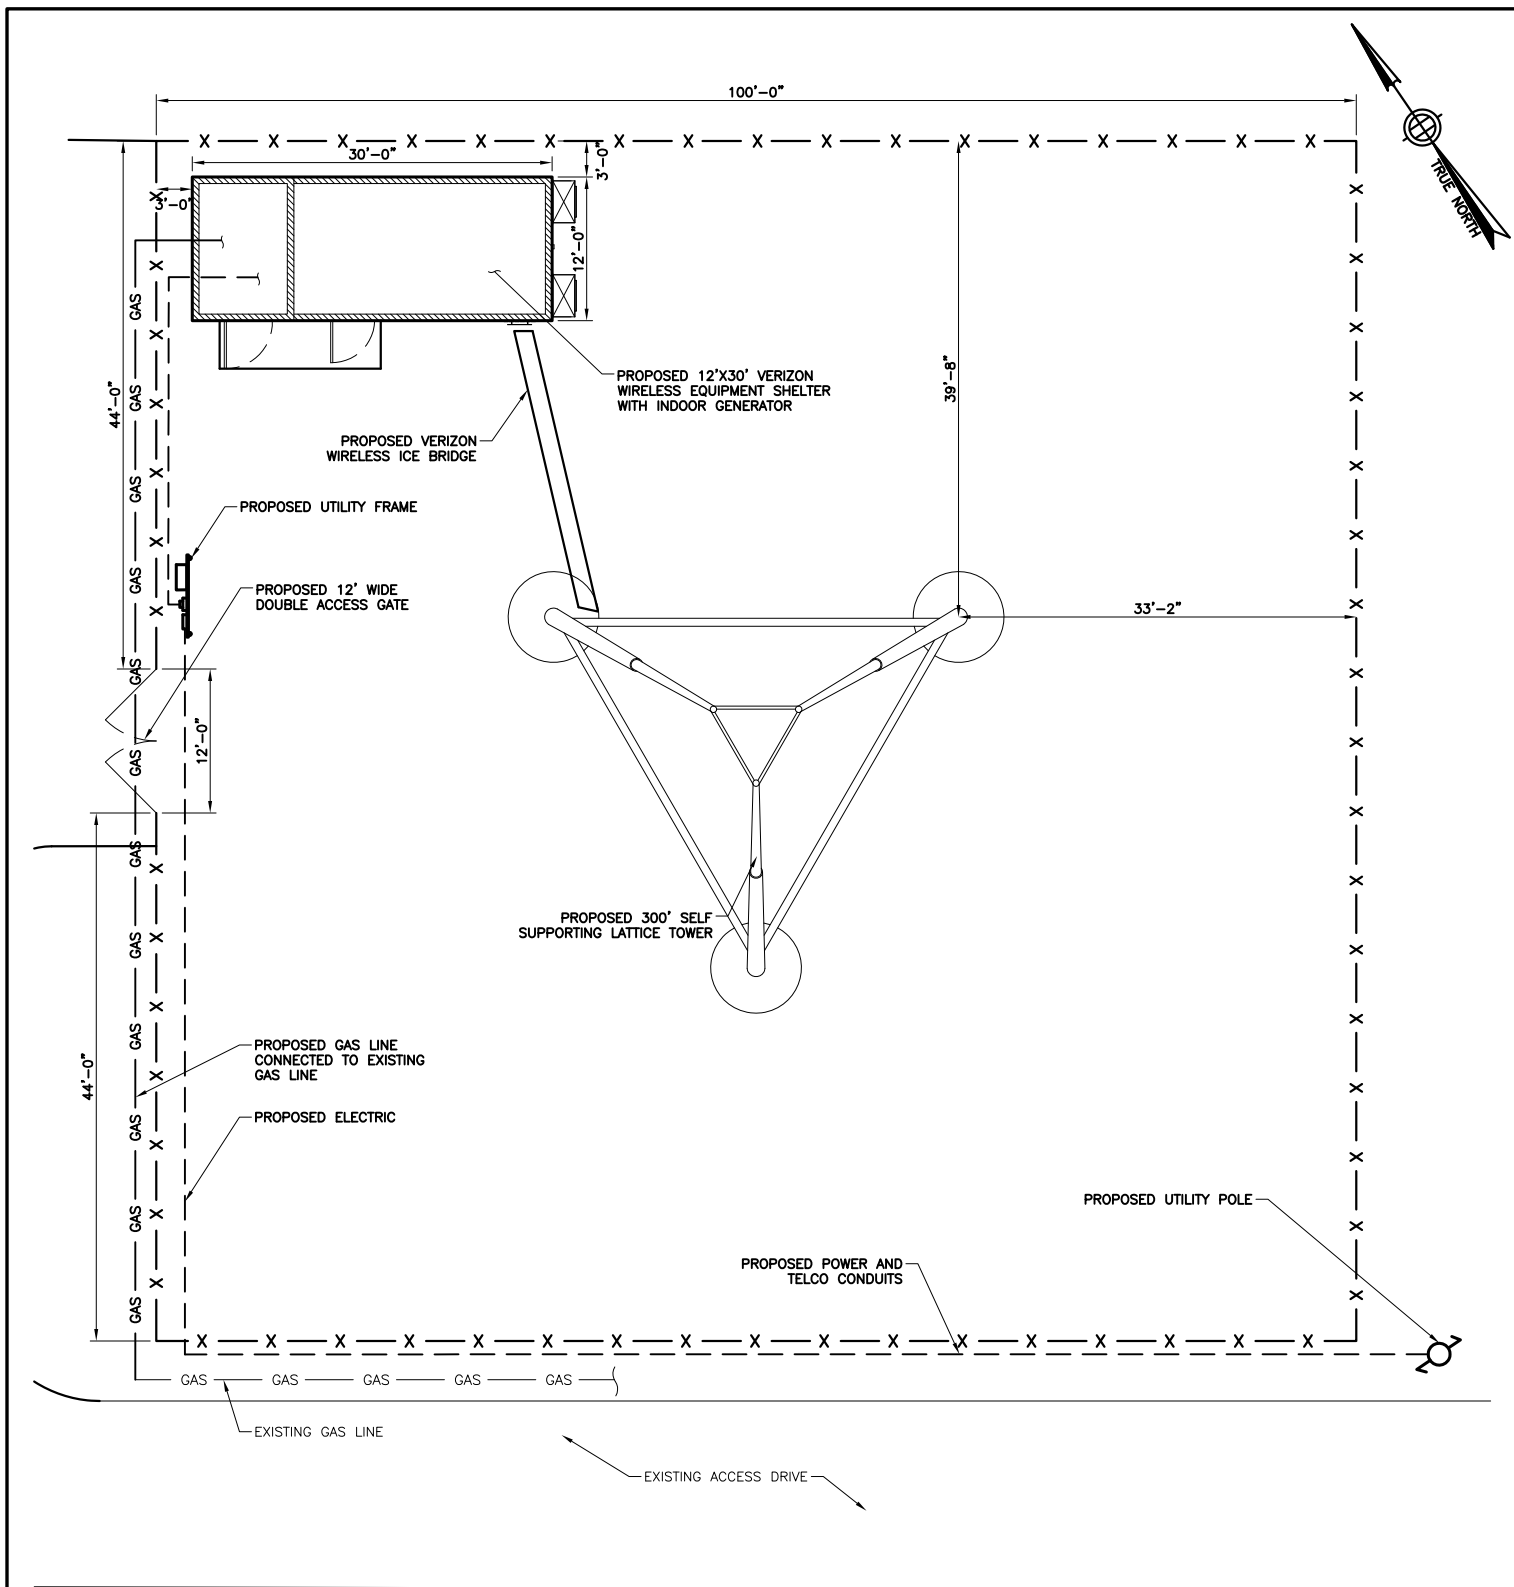 100'-0"
X X X X X X X X X X X X X X X X X
30'-0"
3'-0"
3'-0"
12'-0"
TRUE NORTH
39'-8"
44'-0"
PROPOSED 12'X30' VERIZON
WIRELESS EQUIPMENT SHELTER
WITH INDOOR GENERATOR
PROPOSED VERIZON
WIRELESS ICE BRIDGE
PROPOSED UTILITY FRAME
PROPOSED 12' WIDE
DOUBLE ACCESS GATE
33'-2"
12'-0"
PROPOSED 300' SELF
SUPPORTING LATTICE TOWER
44'-0"
PROPOSED GAS LINE
CONNECTED TO EXISTING
GAS LINE
PROPOSED ELECTRIC
PROPOSED UTILITY POLE
PROPOSED POWER AND
TELCO CONDUITS
GAS GAS GAS GAS GAS GAS GAS GAS GAS GAS GAS GAS
X X X X X X X X X X X X X X
X X X X X X X X X X X X X X X X X
X X X X X X X X X X X X X X X X X
GAS GAS GAS GAS GAS
EXISTING GAS LINE
EXISTING ACCESS DRIVE